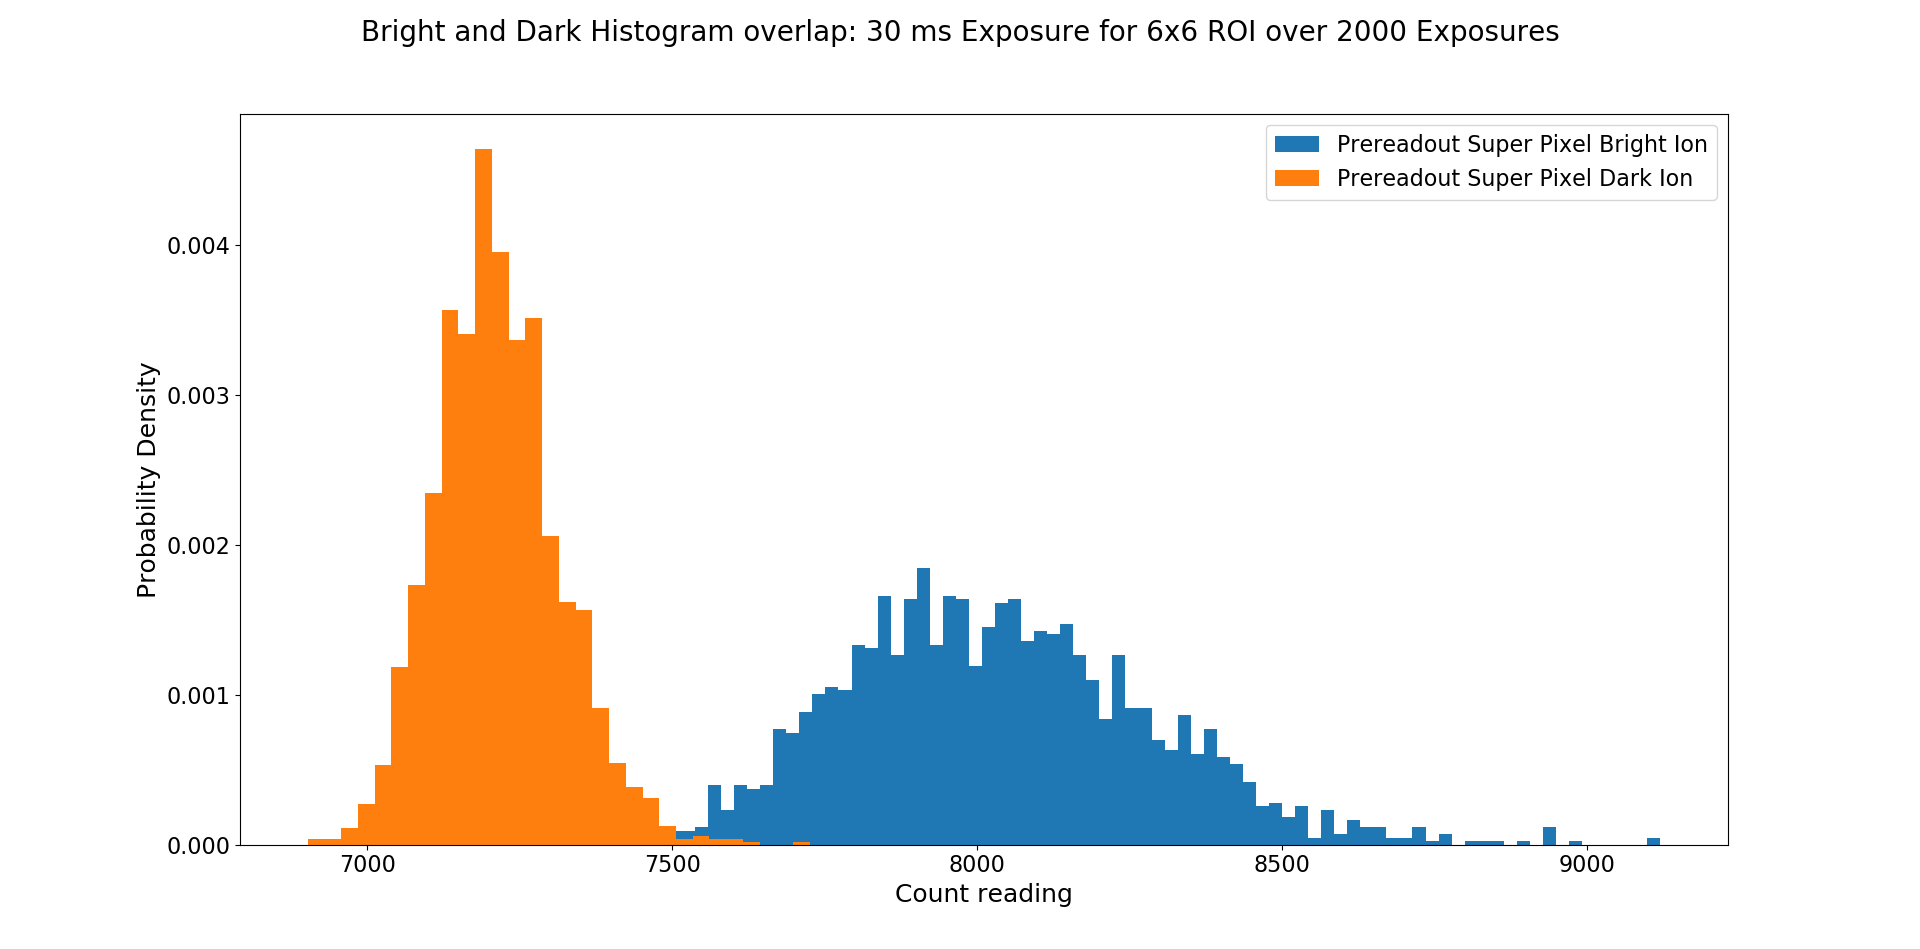 Bright and Dark Histogram overlap: 30 ms Exposure for 6x6 ROI over 2000 Exposures
Prereadout Super Pixel Bright Ion
Prereadout Super Pixel Dark Ion
Probability Density
0.004
0.003
0.002
0.001
0.000
7000 7500 8000 8500 9000
Count reading